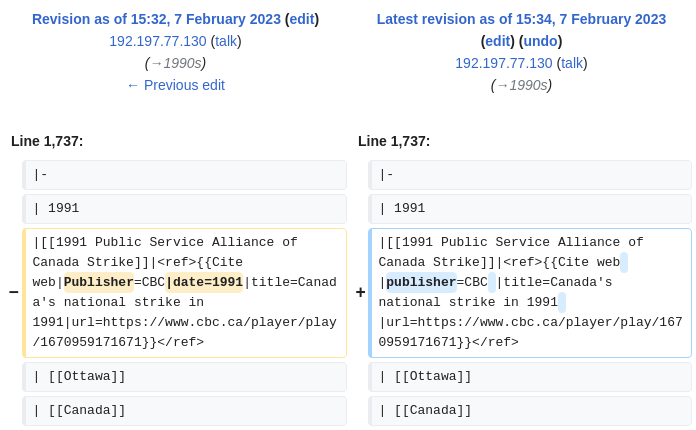 Revision as of 15:32, 7 February 2023 (edit)
192.197.77.130 (talk)
(→1990s)
← Previous edit
Latest revision as of 15:34, 7 February 2023
(edit) (undo)
192.197.77.130 (talk)
(→1990s)
Line 1,737:
Line 1,737:
|-
|-
| 1991
| 1991
−
|[[1991 Public Service Alliance of
Canada Strike]]|<ref>{{Cite
web|Publisher=CBC|date=1991|title=Canad
a's national strike in
1991|url=https://www.cbc.ca/player/play
/1670959171671}}</ref>
+
|[[1991 Public Service Alliance of
Canada Strike]]|<ref>{{Cite web
|publisher=CBC |title=Canada's
national strike in 1991
|url=https://www.cbc.ca/player/play/167
0959171671}}</ref>
| [[Ottawa]]
| [[Ottawa]]
| [[Canada]]
| [[Canada]]